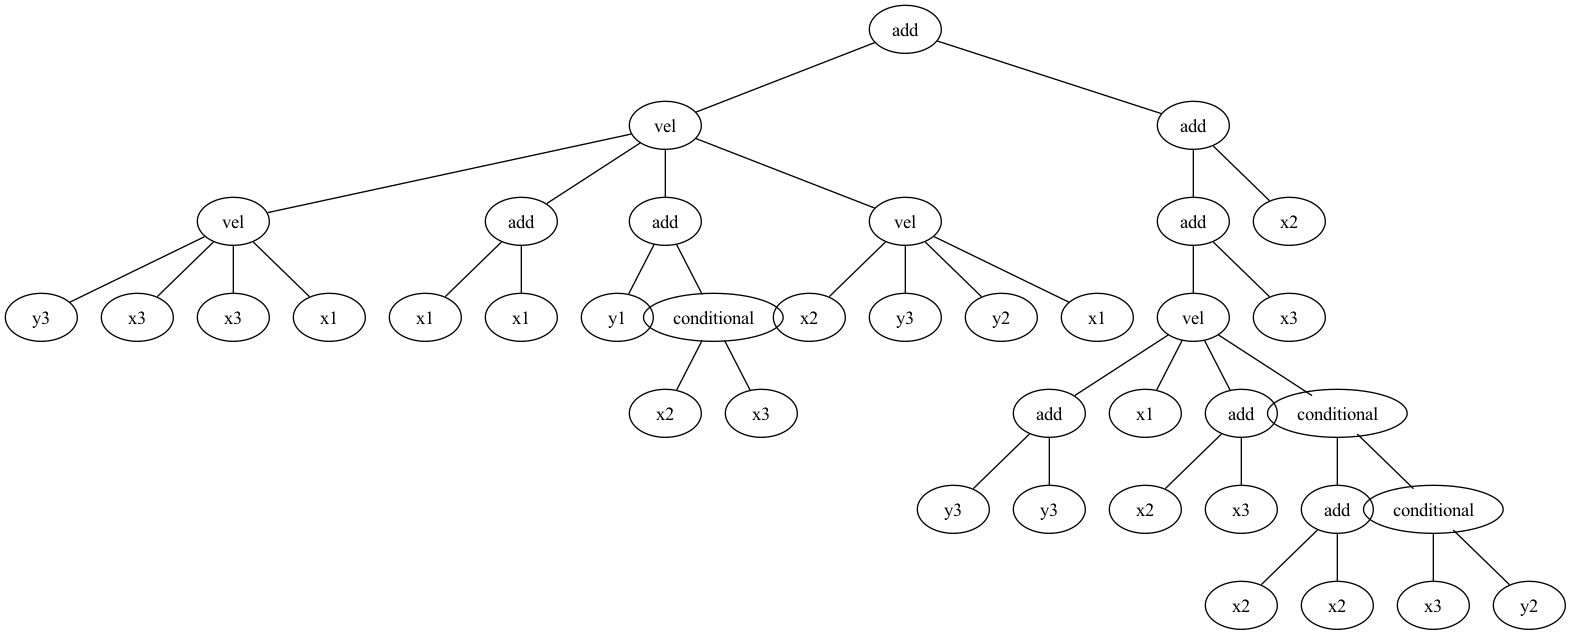 add
vel add
vel add add vel add x2
y3 x3 x3 x1 x1 x1 y1 conditional x2 y3 y2 x1 vel x3
x2 x3 add x1 add conditional
y3 y3 x2 x3 add conditional
x2 x2 x3 y2